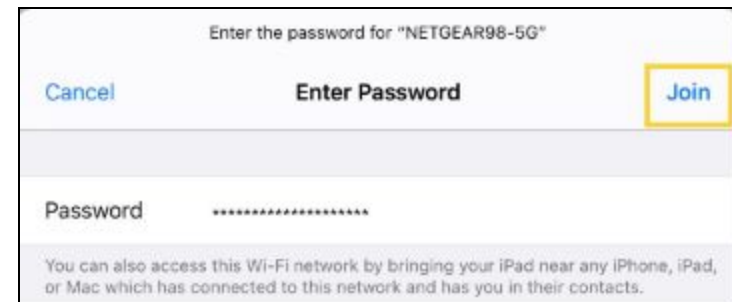 Enter the password for “NETGEAR98-5G”
Cancel Enter Password Join
Password ********************
You can also access this Wi-Fi network by bringing your iPad near any iPhone, iPad,
or Mac which has connected to this network and has you in their contacts.